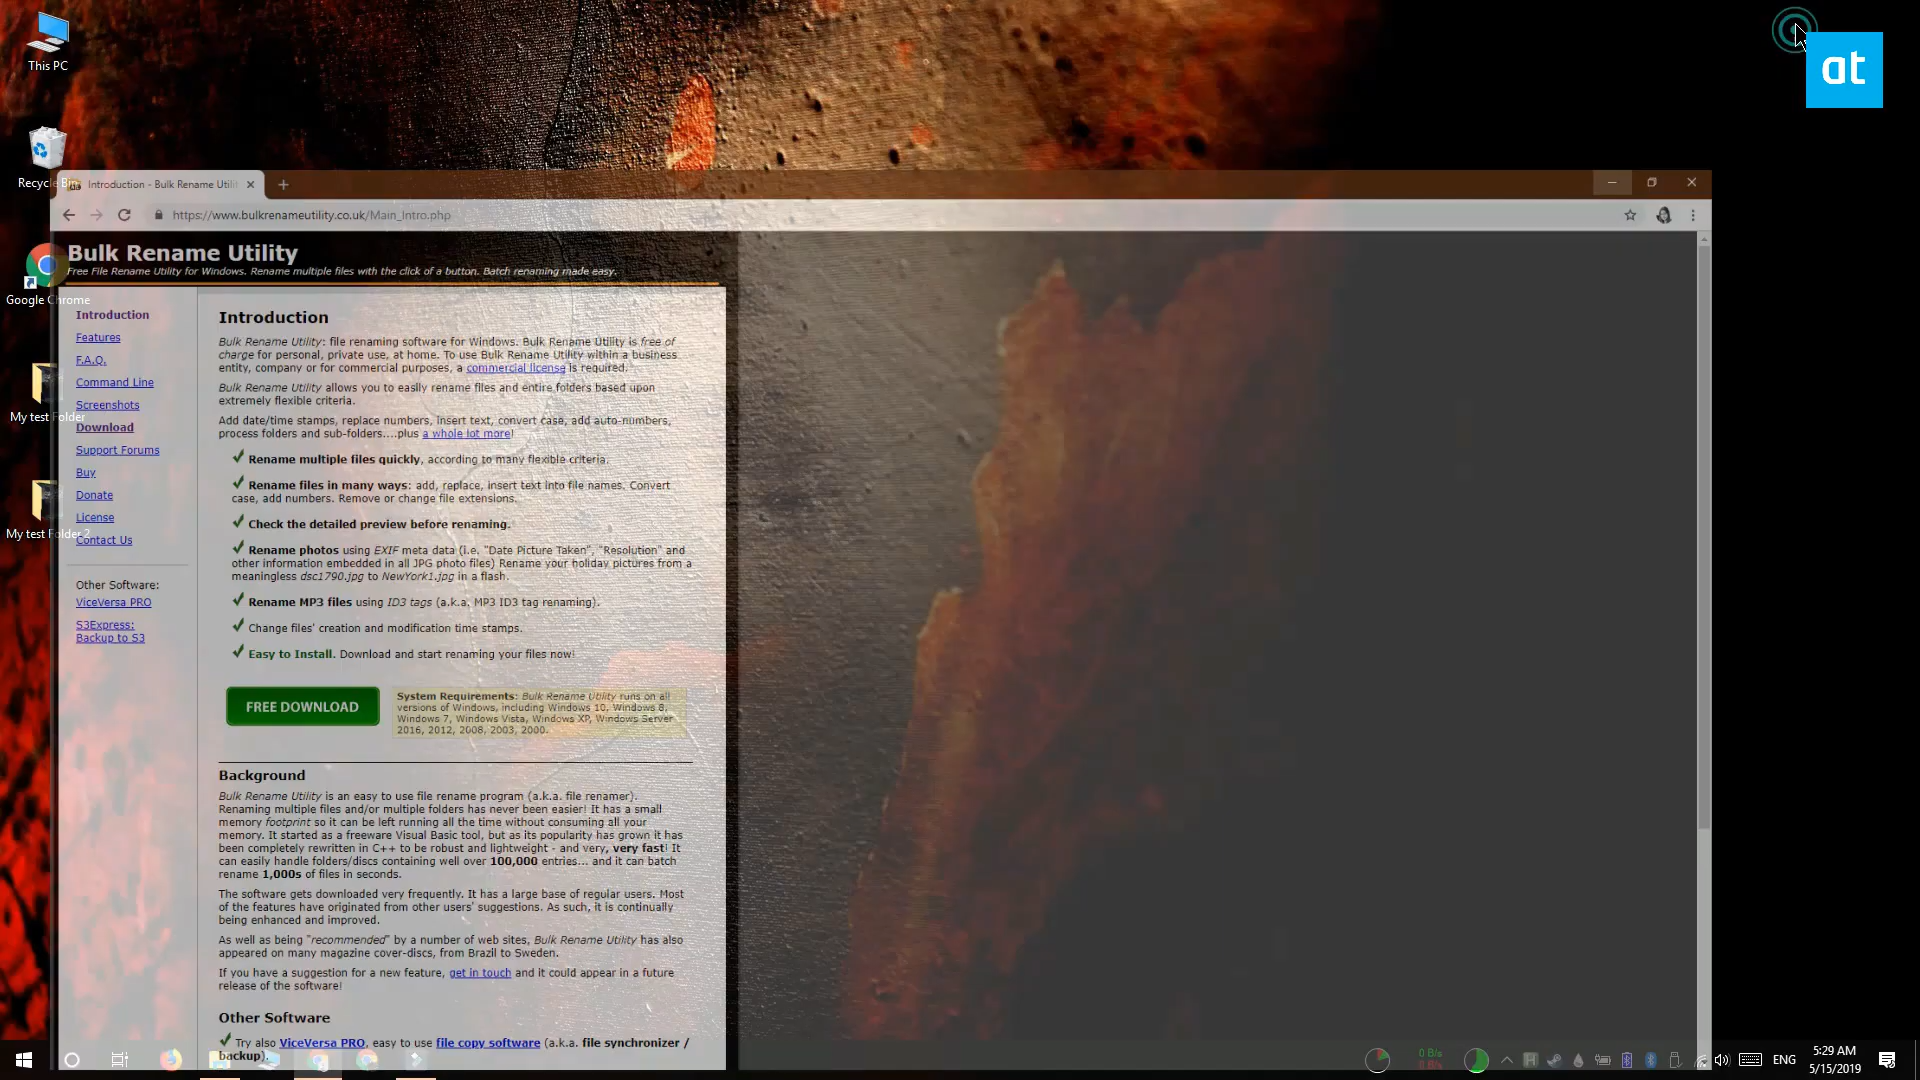 This PC
at
Recycle Bin
Introduction - Bulk Rename Utili
https://www.bulkrenameutility.co.uk/Main_Intro.php
Bulk Rename Utility
Free File Rename Utility for Windows. Rename multiple files with the click of a button. Batch renaming made easy.
Google Chrome
My test Folder
My test Folder 2
Introduction
Features
F.A.Q.
Command Line
Screenshots
Download
Support Forums
Buy
Donate
License
Contact Us
Other Software:
ViceVersa PRO
S3Express:
Backup to S3
Introduction
Bulk Rename Utility: file renaming software for Windows. Bulk Rename Utility is free of
charge for personal, private use, at home. To use Bulk Rename Utility within a business
entity, company or for commercial purposes, a commercial license is required.
Bulk Rename Utility allows you to easily rename files and entire folders based upon
extremely flexible criteria.
Add date/time stamps, replace numbers, insert text, convert case, add auto-numbers,
process folders and sub-folders....plus a whole lot more!
Rename multiple files quickly, according to many flexible criteria.
Rename files in many ways: add, replace, insert text into file names. Convert
case, add numbers. Remove or change file extensions.
Check the detailed preview before renaming.
Rename photos using EXIF meta data (i.e. "Date Picture Taken", "Resolution" and
other information embedded in all JPG photo files) Rename your holiday pictures from a
meaningless dsc1790.jpg to NewYork1.jpg in a flash.
Rename MP3 files using ID3 tags (a.k.a. MP3 ID3 tag renaming).
Change files' creation and modification time stamps.
Easy to Install. Download and start renaming your files now!
FREE DOWNLOAD
System Requirements: Bulk Rename Utility runs on all
versions of Windows, including Windows 10, Windows 8,
Windows 7, Windows Vista, Windows XP, Windows Server
2016, 2012, 2008, 2003, 2000.
Background
Bulk Rename Utility is an easy to use file rename program (a.k.a. file renamer).
Renaming multiple files and/or multiple folders has never been easier! It has a small
memory footprint so it can be left running all the time without consuming all your
memory. It started as a freeware Visual Basic tool, but as its popularity has grown it has
been completely rewritten in C++ to be robust and lightweight - and very, very fast! It
can easily handle folders/discs containing well over 100,000 entries... and it can batch
rename 1,000s of files in seconds.
The software gets downloaded very frequently. It has a large base of regular users. Most
of the features have originated from other users' suggestions. As such, it is continually
being enhanced and improved.
As well as being "recommended" by a number of web sites, Bulk Rename Utility has also
appeared on many magazine cover-discs, from Brazil to Sweden.
If you have a suggestion for a new feature, get in touch and it could appear in a future
release of the software!
Other Software
Try also ViceVersa PRO, easy to use file copy software (a.k.a. file synchronizer /
backup).
0 B/s
0 B/s
ENG
5:29 AM
5/15/2019